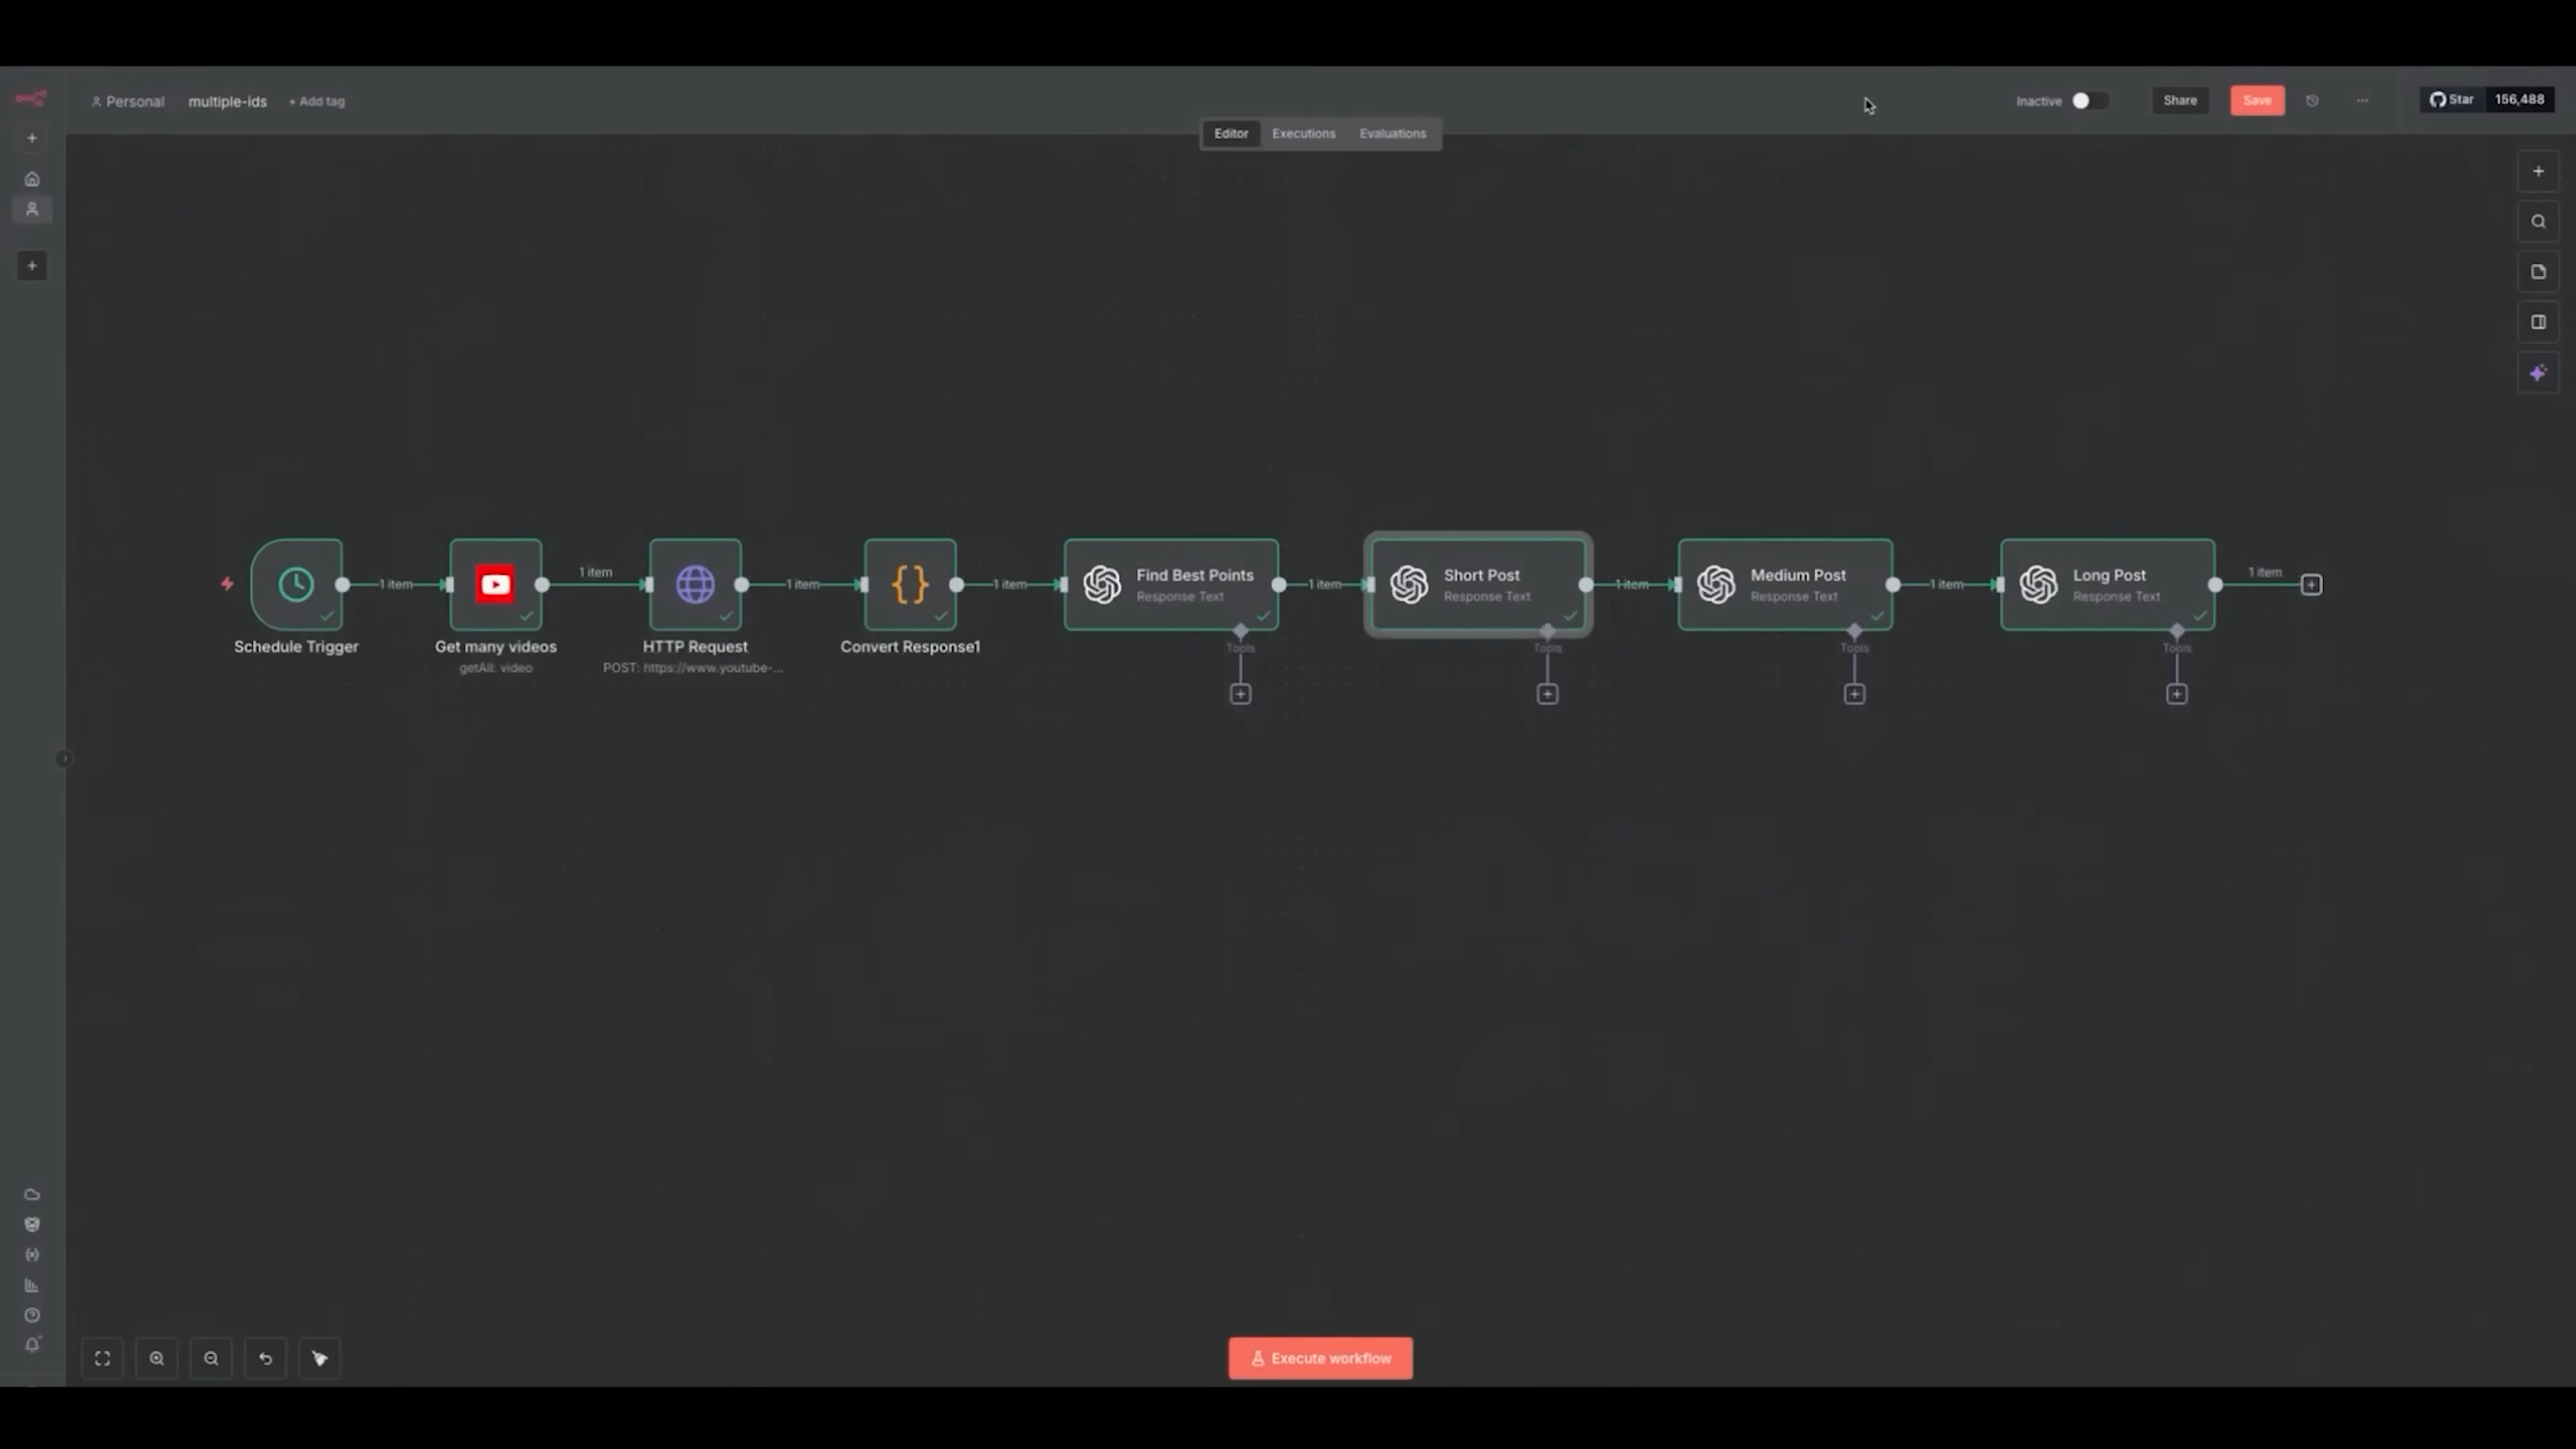 Personal multiple-ids + Add tag
Inactive Share Save ... Star 156,488
Editor Executions Evaluations
1 item 1 item 1 item 1 item 1 item 1 item 1 item 1 item
Find Best Points
Response Text
Short Post
Response Text
Medium Post
Response Text
Long Post
Response Text
Schedule Trigger
Get many videos
getAll: video
HTTP Request
POST: https://www.youtube-...
Convert Response1
Tools Tools Tools Tools
Execute workflow